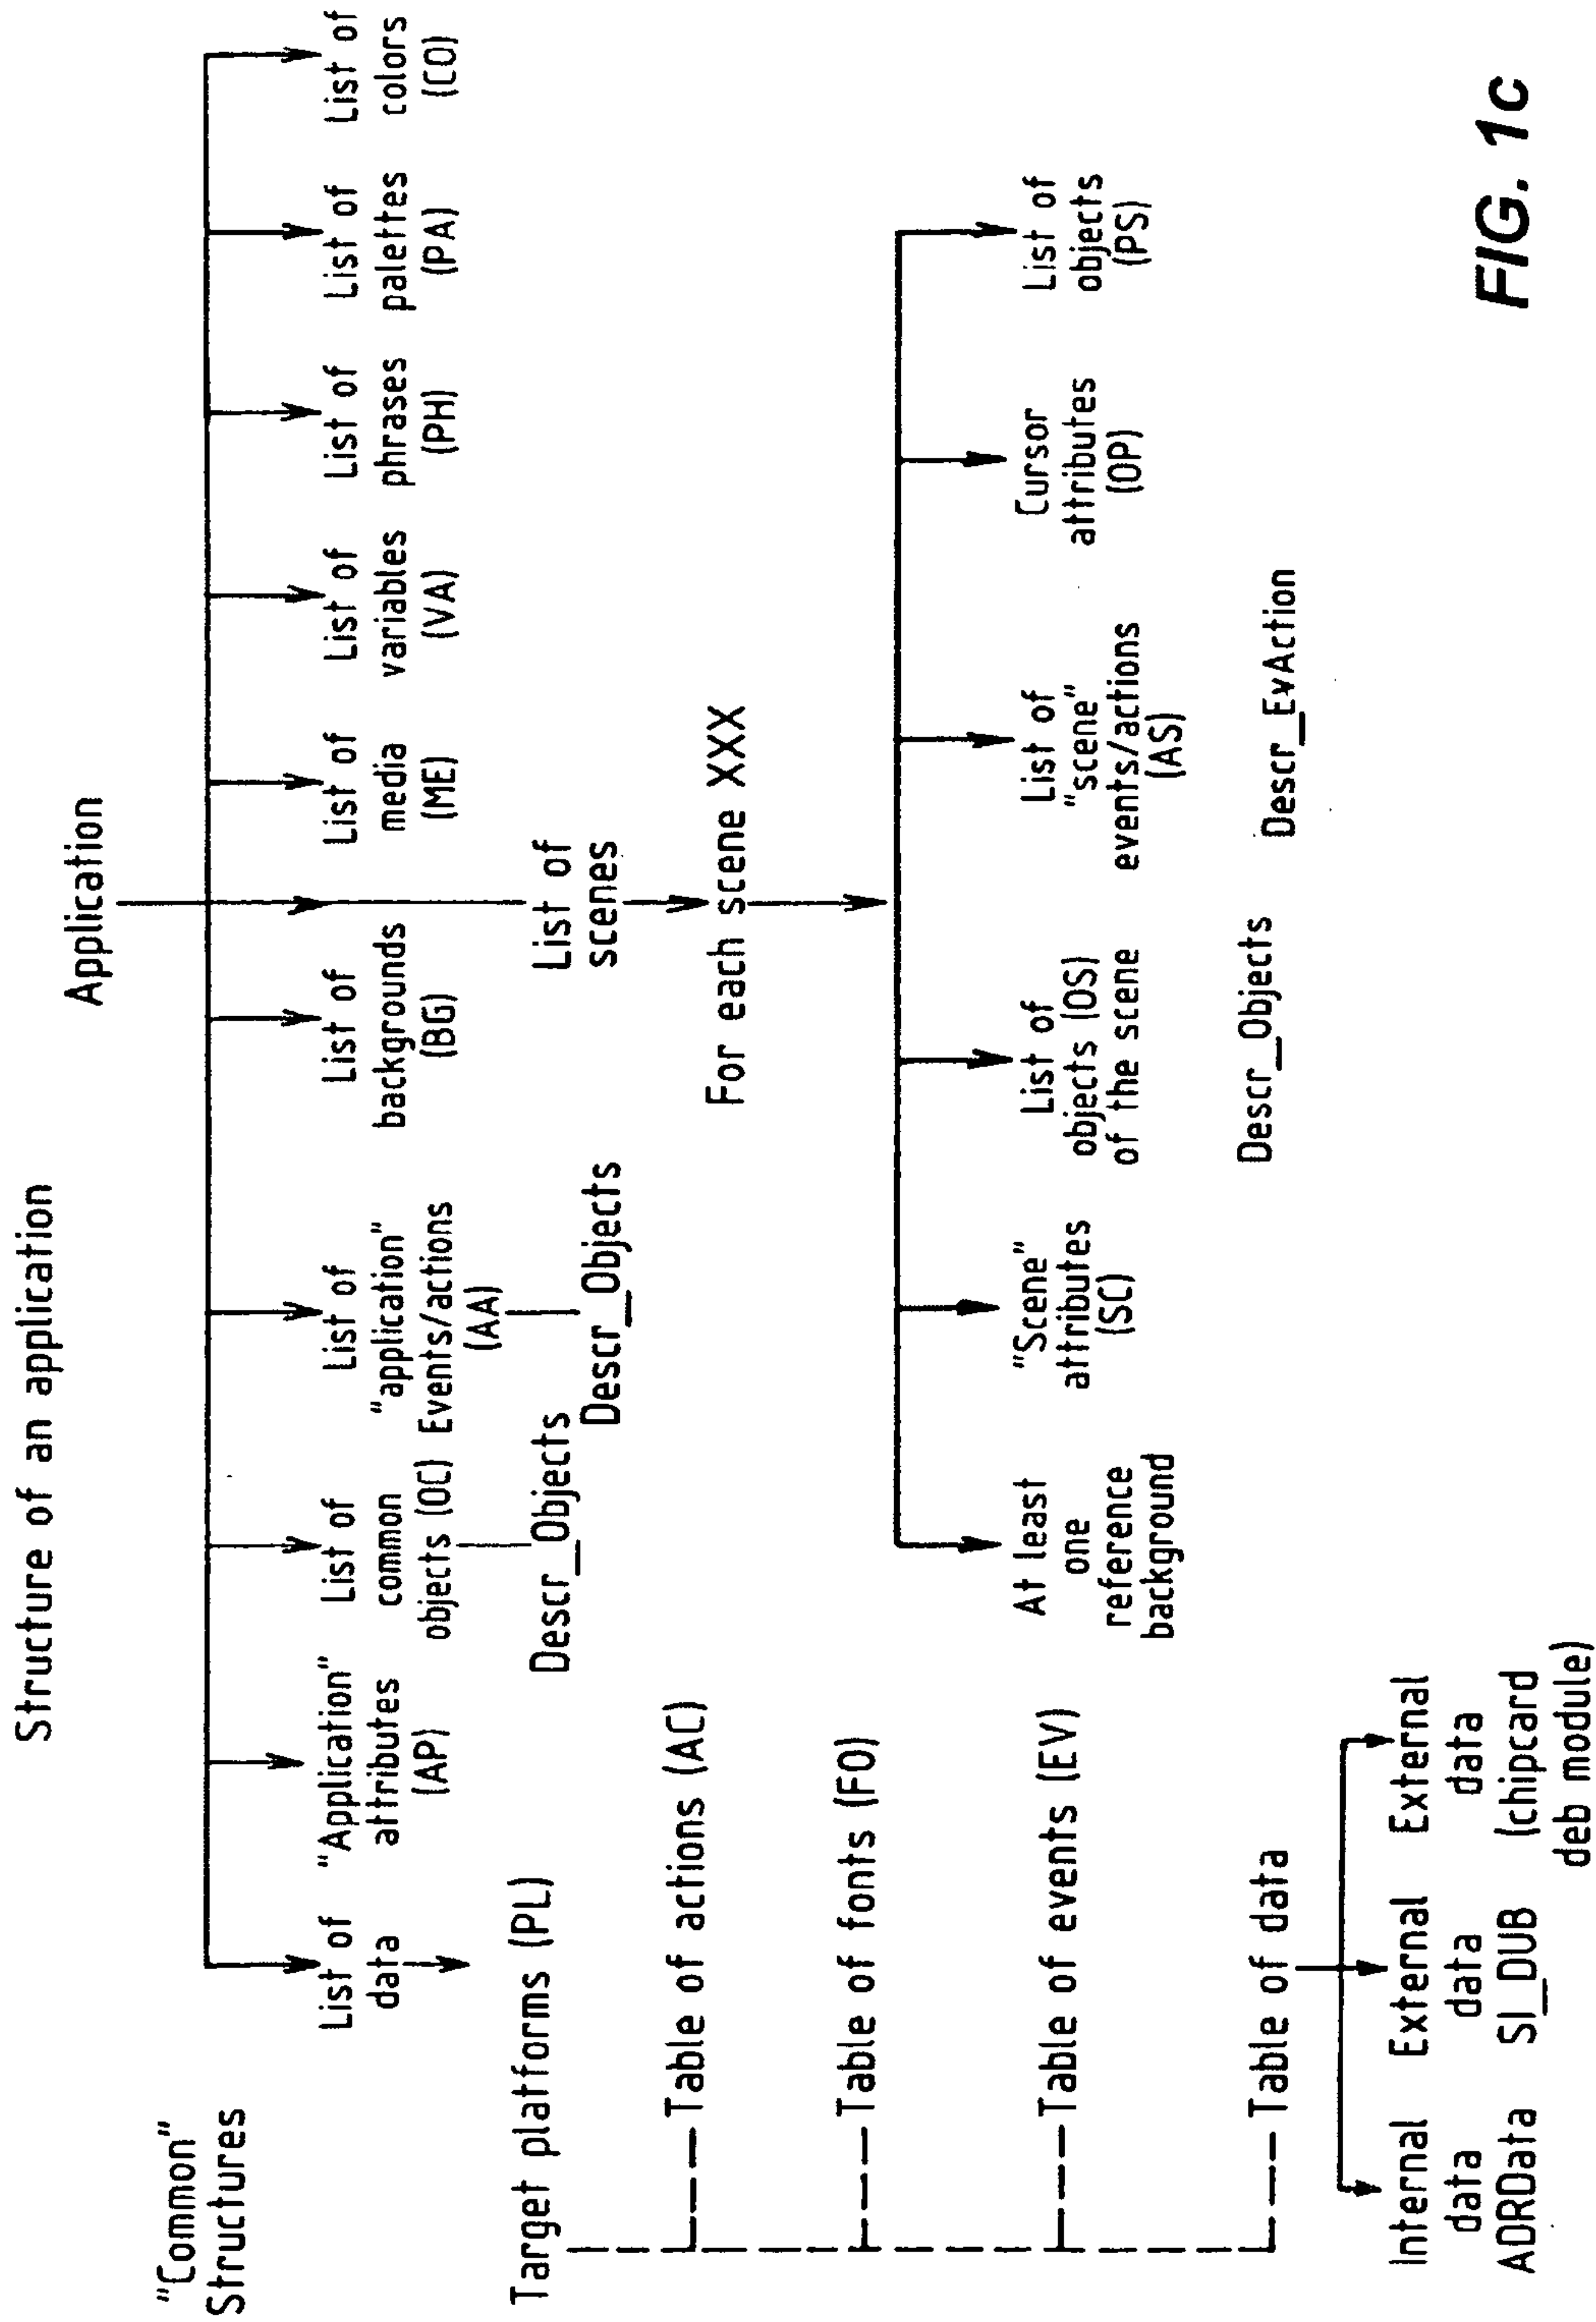 Structure of an application
Application
"Common"
Structures
List of
data
"Application"
attributes
(AP)
List of
common
objects (OC)
Descr_Objects
List of
"application"
Events/actions
(AA)
Descr_Objects
List of
backgrounds
(BG)
List of
media
(ME)
List of
variables
(VA)
List of
phrases
(PH)
List of
palettes
(PA)
List of
colors
(CO)
List of
scenes
For each scene XXX
Target platforms (PL)
Table of actions (AC)
Table of fonts (FO)
Table of events (EV)
Table of data
Internal
data
ADRData
External
data
SI_DUB
External
data
(chipcard
deb module)
At least
one
reference
background
"Scene"
attributes
(SC)
List of
objects (OS)
of the scene
Descr_Objects
List of
"scene"
events/actions
(AS)
Descr_EvAction
Cursor
attributes
(OP)
List of
objects
(PS)
FIG. 1c